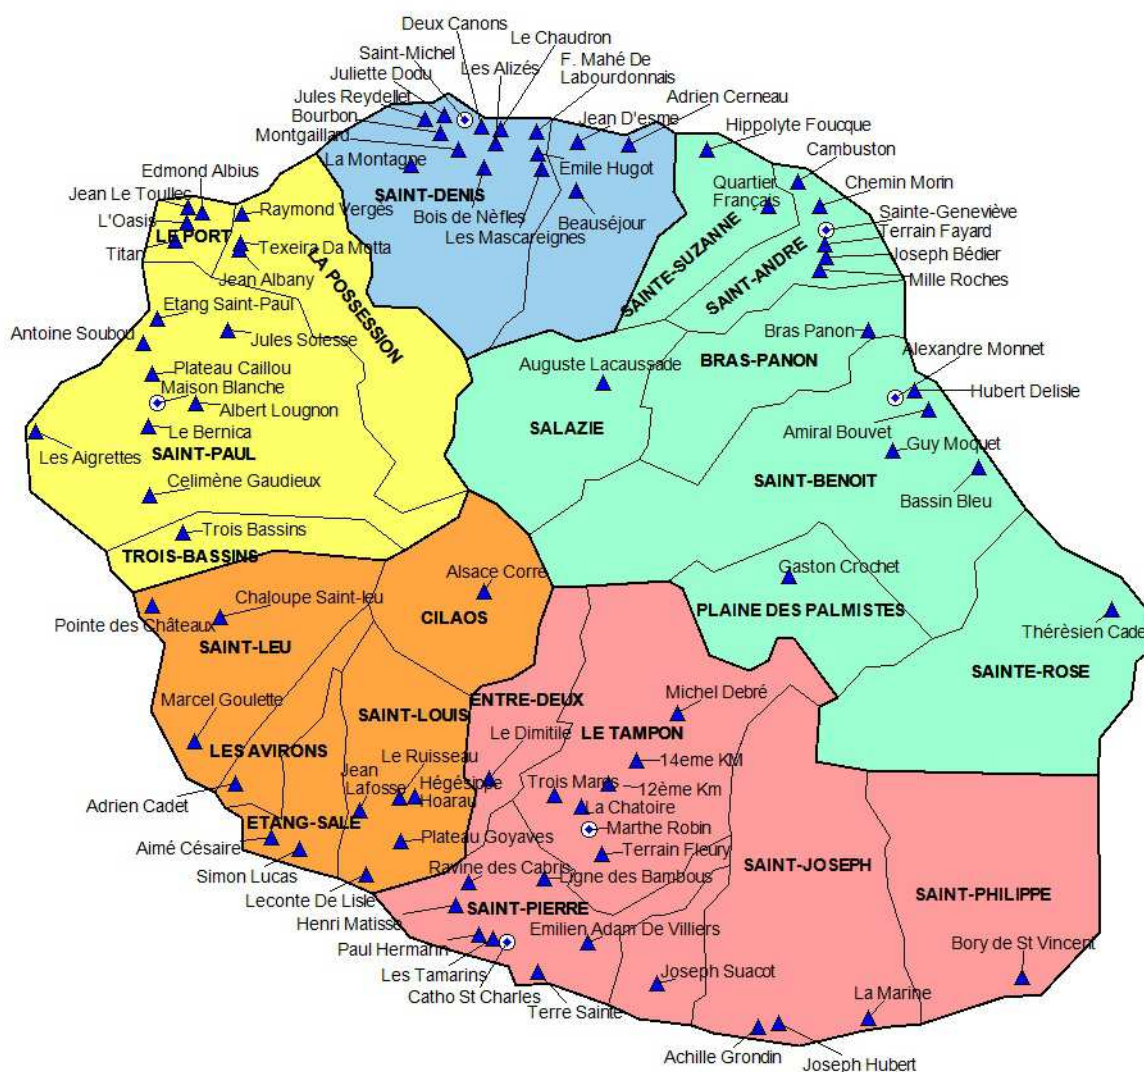 Deux Canons
Le Chaudron
Saint-Michel
Les Alizés
F. Mahé De
Labourdonnais
Juliette Dodu
Adrien Cerneau
Jules Reydellet
Bourbon
Jean D'esme
Hippolyte Foucque
Montgaillard
Cambuston
La Montagne
Emile Hugot
Edmond Albius
SAINT-DENIS
Quartier
Français
Chemin Morin
Jean Le Toullec
Raymond Vergès
Bois de Nèfles
Beauséjour
Sainte-Geneviève
L'Oasis
Les Mascareignes
Terrain Fayard
LE PORT
Texeira Da Motta
SAINTE-SUZANNE
SAINT-ANDRE
Joseph Bédier
Titan
Jean Albany
LA POSSESSION
Mille Roches
Etang Saint-Paul
Antoine Soubou
Jules Solesse
Bras Panon
Alexandre Monnet
Plateau Caillou
Auguste Lacaussade
BRAS-PANON
Maison Blanche
Hubert Delisle
Albert Lougnon
Le Bernica
SALAZIE
Amiral Bouvet
Les Aigrettes
SAINT-PAUL
Guy Moquet
SAINT-BENOIT
Celimène Gaudieux
Bassin Bleu
Trois Bassins
TROIS-BASSINS
Alsace Corre
Gaston Crochet
Chaloupe Saint-leu
PLAINE DES PALMISTES
Pointe des Châteaux
CILAOS
Thérèsien Cadet
SAINT-LEU
SAINTE-ROSE
Marcel Goulette
ENTRE-DEUX
Michel Debré
SAINT-LOUIS
Le Dimitile
LE TAMPON
LES AVIRONS
Le Ruisseau
14eme KM
Jean
Lafosse
Hégésippe
Hoarau
Trois Mares
12ème Km
Adrien Cadet
La Chatoire
ETANG-SALE
Marthe Robin
Aimé Césaire
Plateau Goyaves
Terrain Fleury
SAINT-JOSEPH
Simon Lucas
Ravine des Cabris
Ligne des Bambous
SAINT-PHILIPPE
Leconte De Lisle
SAINT-PIERRE
Henri Matisse
Emilien Adam De Villiers
Paul Hermann
Bory de St Vincent
Les Tamarins
Joseph Suacot
Catho St Charles
La Marine
Terre Sainte
Achille Grondin
Joseph Hubert